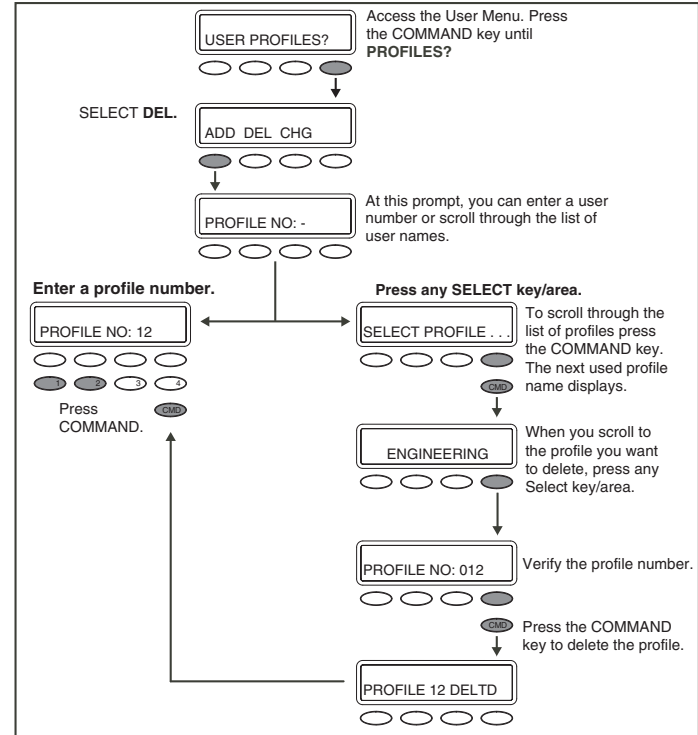 USER PROFILES?
Access the User Menu. Press
the COMMAND key until
PROFILES?
SELECT DEL.
ADD DEL CHG
PROFILE NO: -
At this prompt, you can enter a user
number or scroll through the list of
user names.
Enter a profile number.
PROFILE NO: 12
1 2 3 4
Press
COMMAND.
CMD
Press any SELECT key/area.
SELECT PROFILE . . .
To scroll through the
list of profiles press
the COMMAND key.
The next used profile
name displays.
CMD
ENGINEERING
When you scroll to
the profile you want
to delete, press any
Select key/area.
PROFILE NO: 012
Verify the profile number.
CMD
Press the COMMAND
key to delete the profile.
PROFILE 12 DELTD